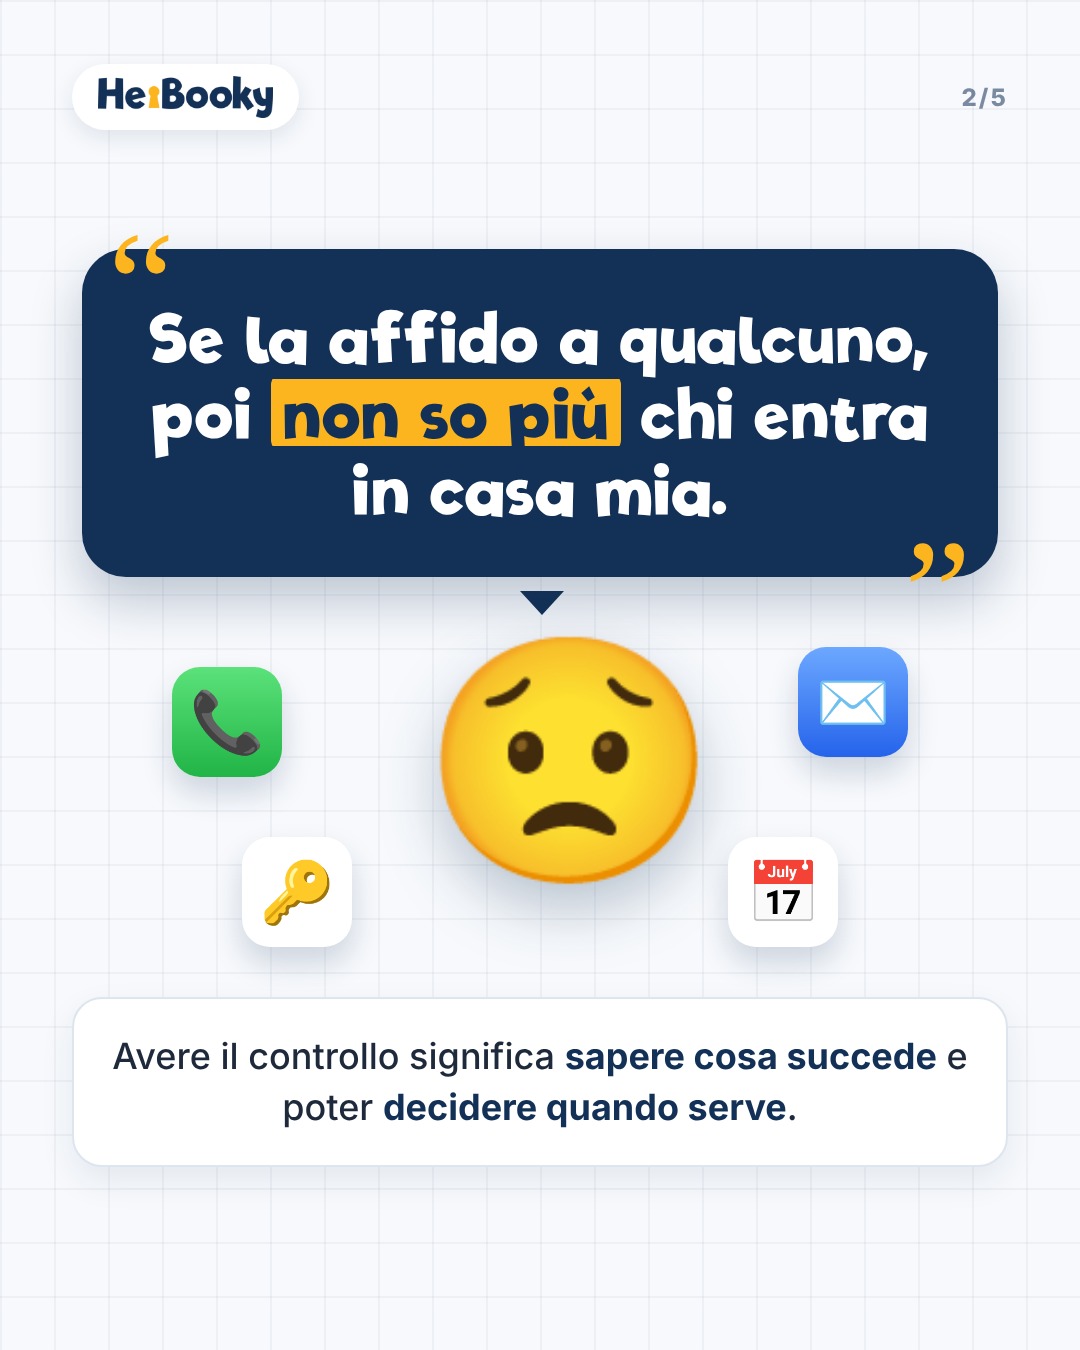 HeiBooky
2/5
“
Se la affido a qualcuno,
poi non so più chi entra
in casa mia.
”
July
17
Avere il controllo significa sapere cosa succede e
poter decidere quando serve.